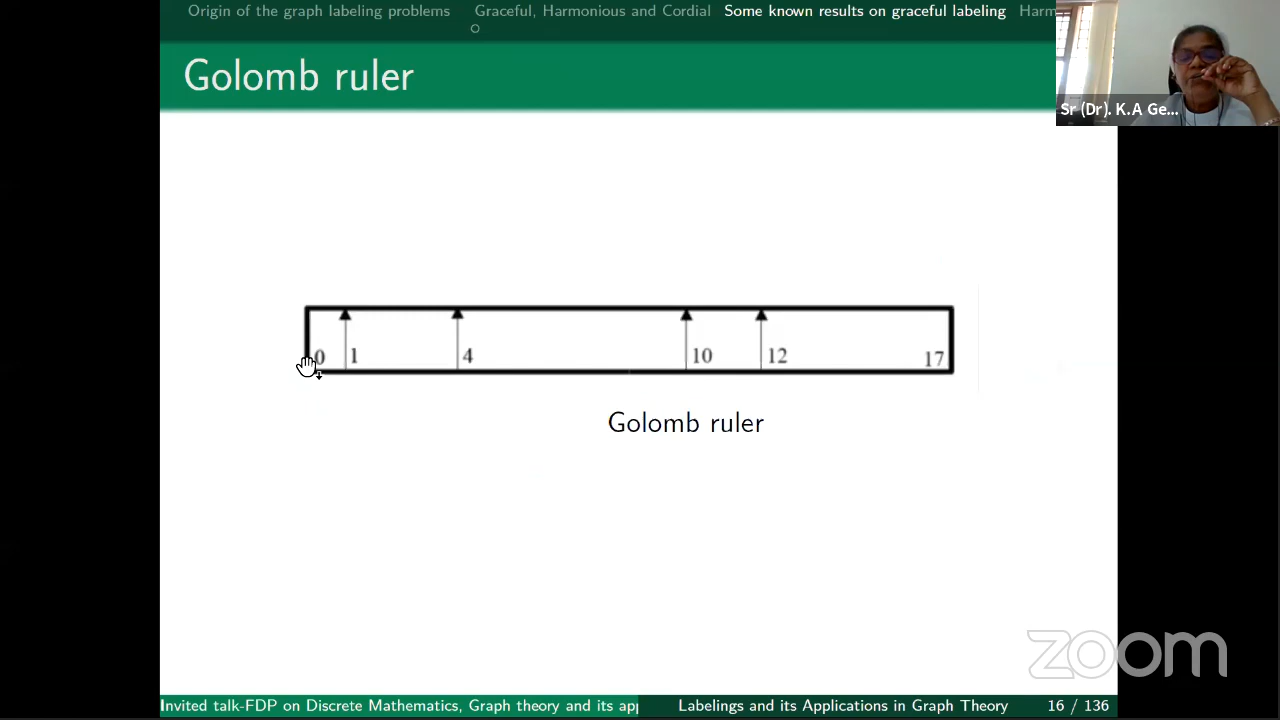 Origin of the graph labeling problems Graceful, Harmonious and Cordial Some known results on graceful labeling Harm
Golomb ruler
Sr (Dr). K.A Ge...
0 1 4 10 12 17
Golomb ruler
zoom
Invited talk-FDP on Discrete Mathematics, Graph theory and its app Labelings and its Applications in Graph Theory 16 / 136